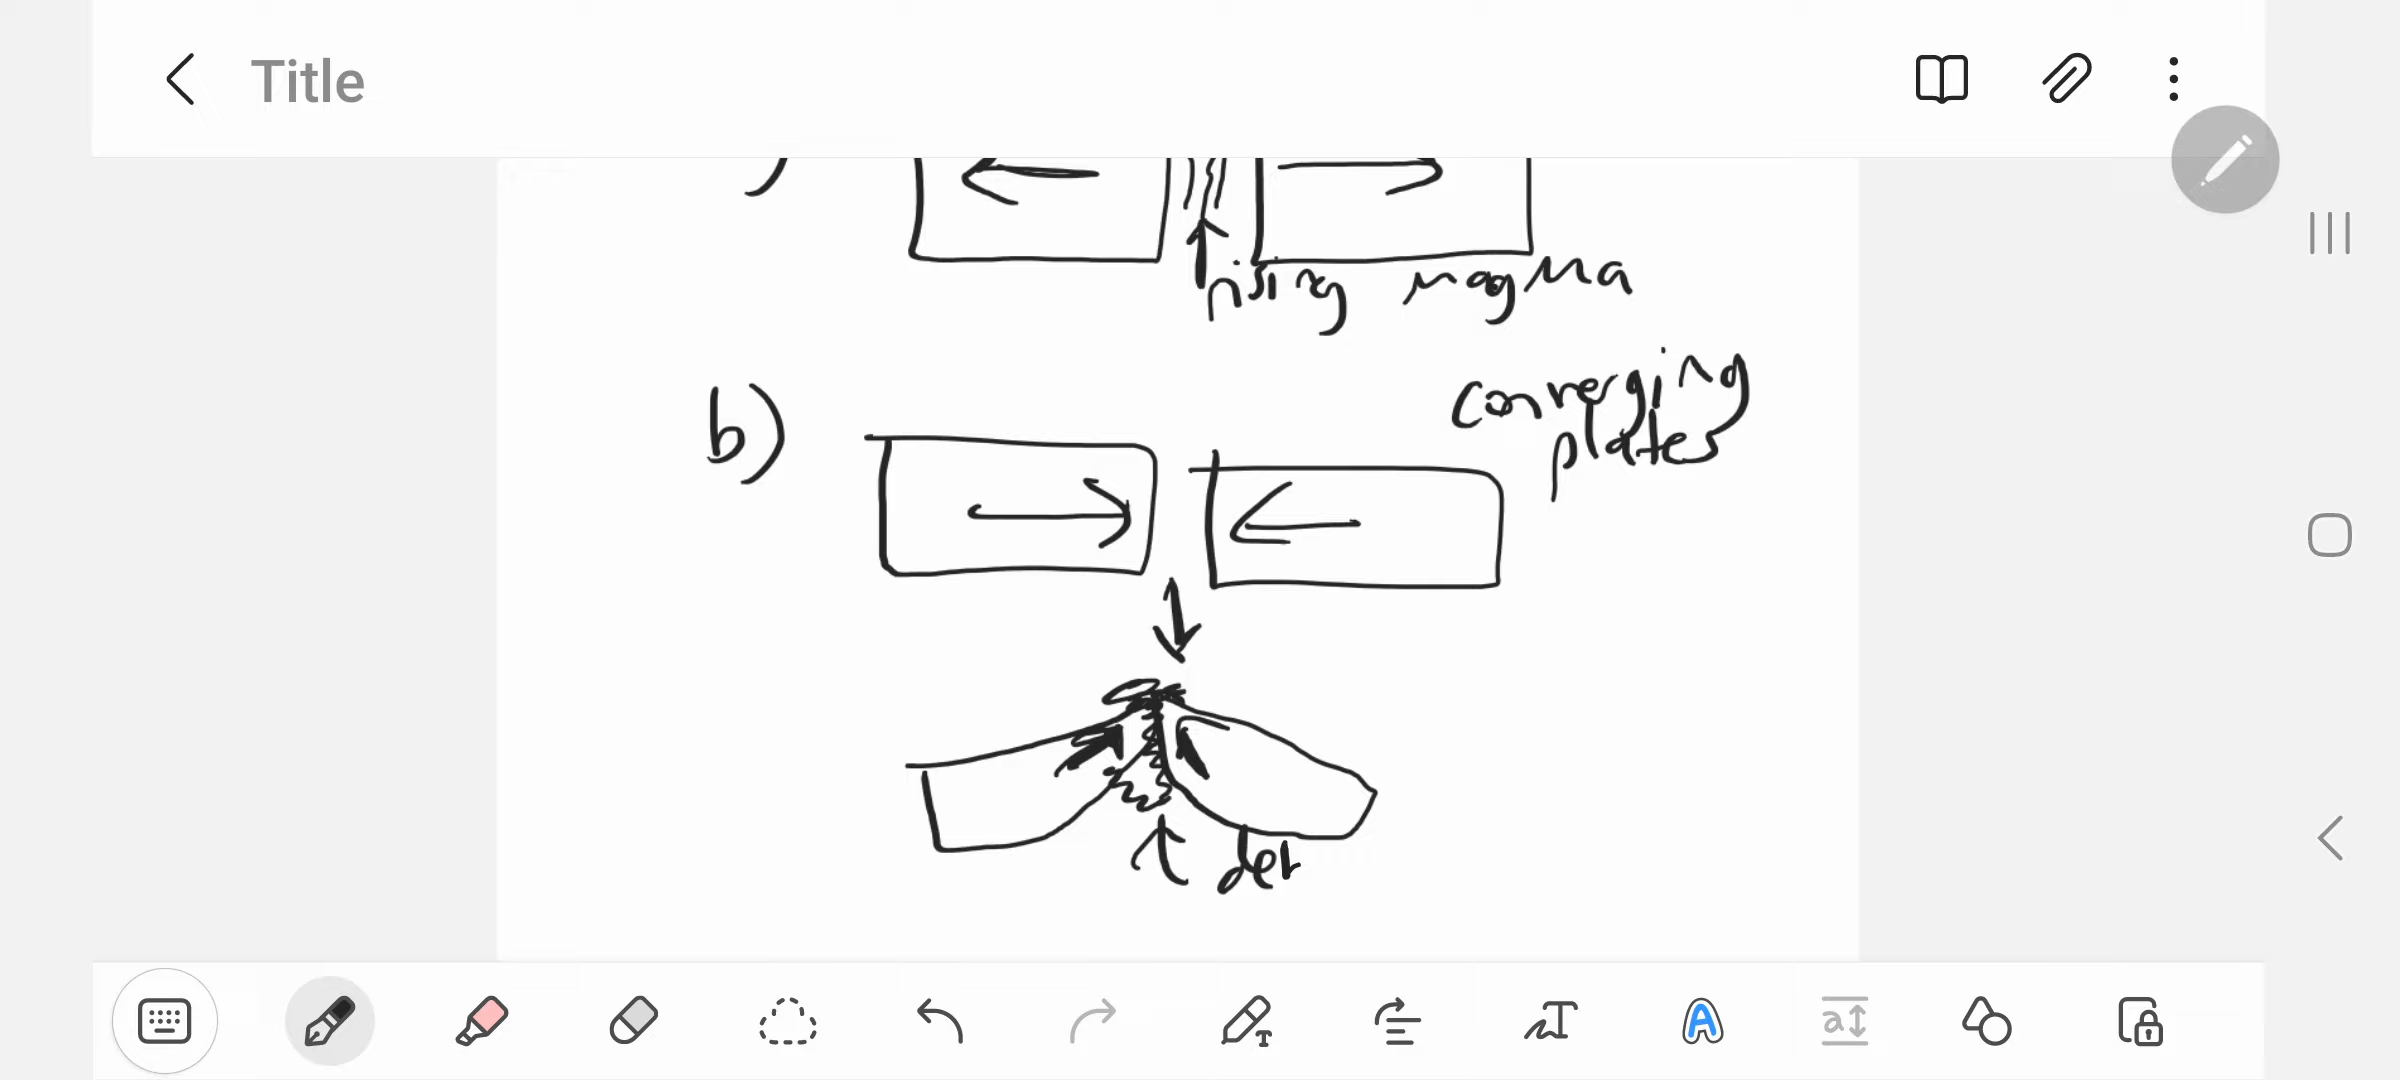 Title
rising magma
b)
converging
plates
der